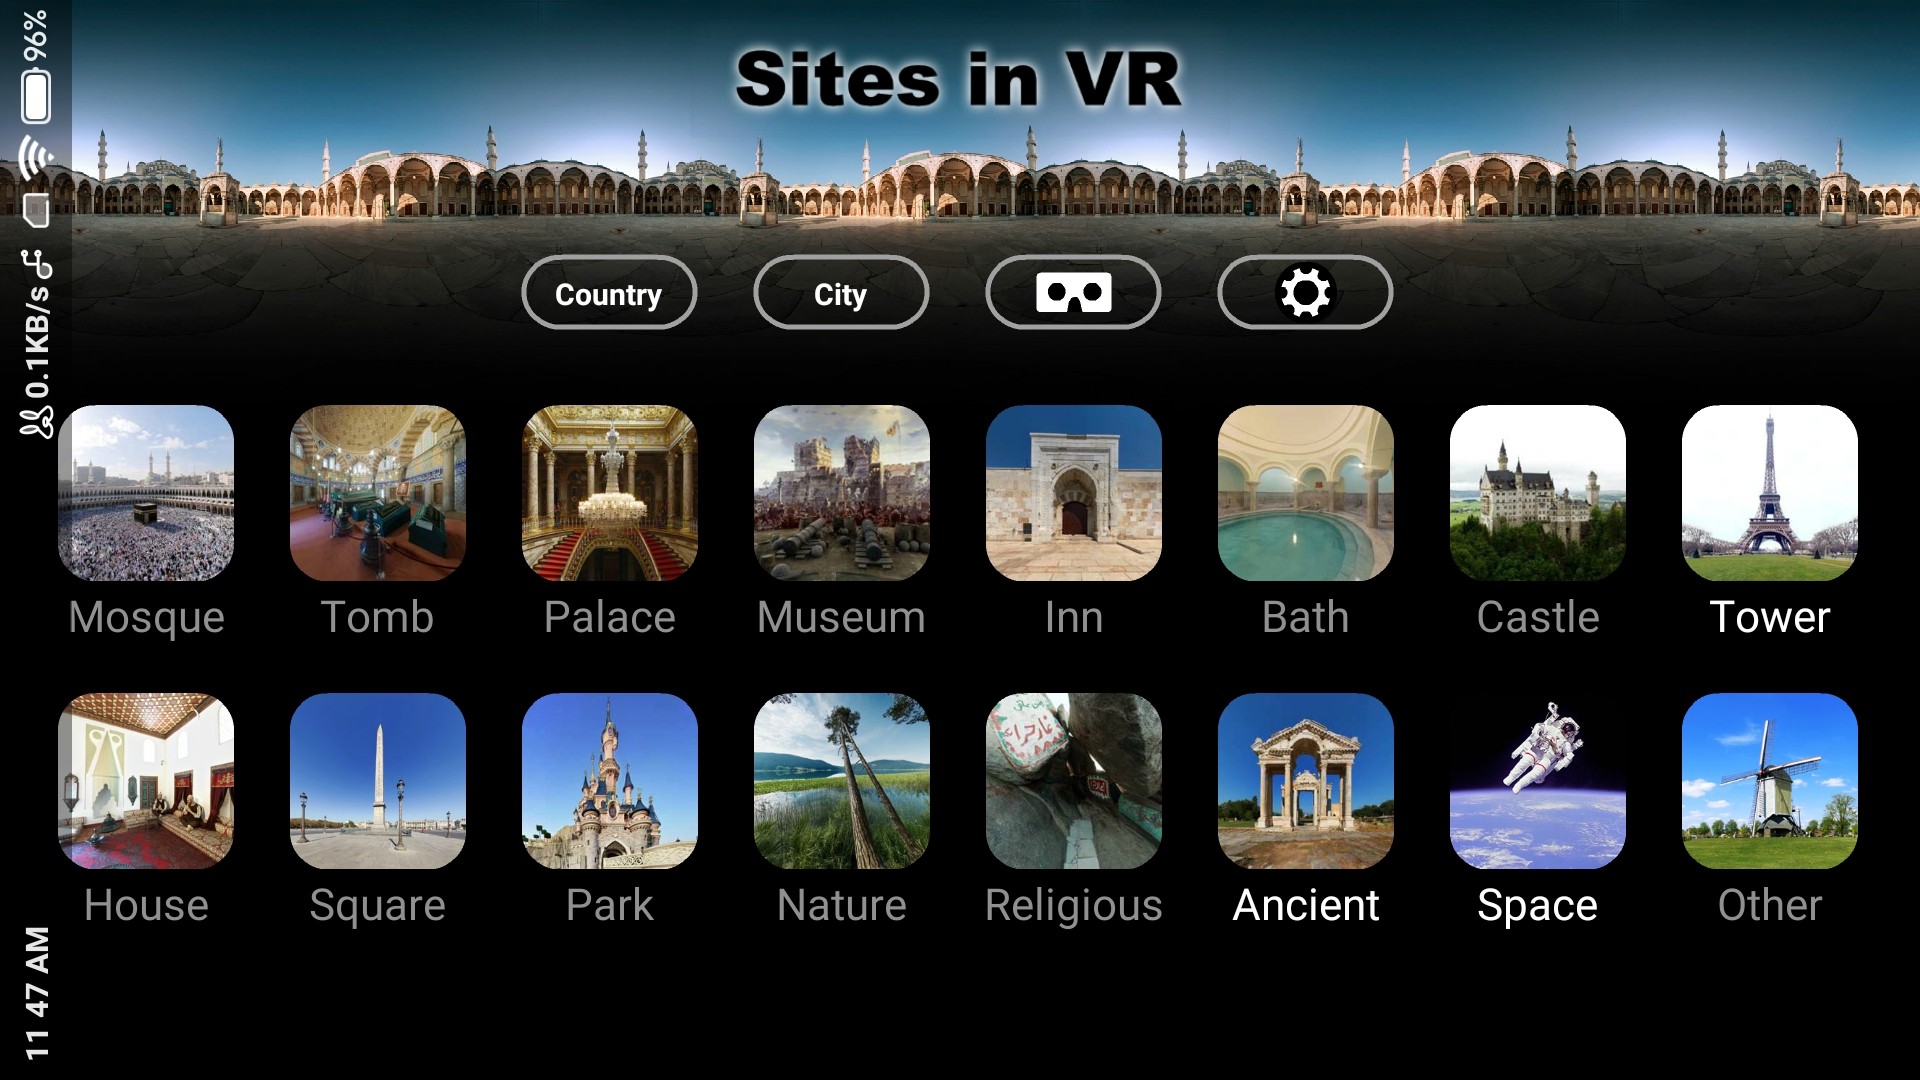 Sites in VR
96%
0.1KB/s
11 47 AM
Country
City
Mosque
Tomb
Palace
Museum
Inn
Bath
Castle
Tower
House
Square
Park
Nature
Religious
Ancient
Space
Other